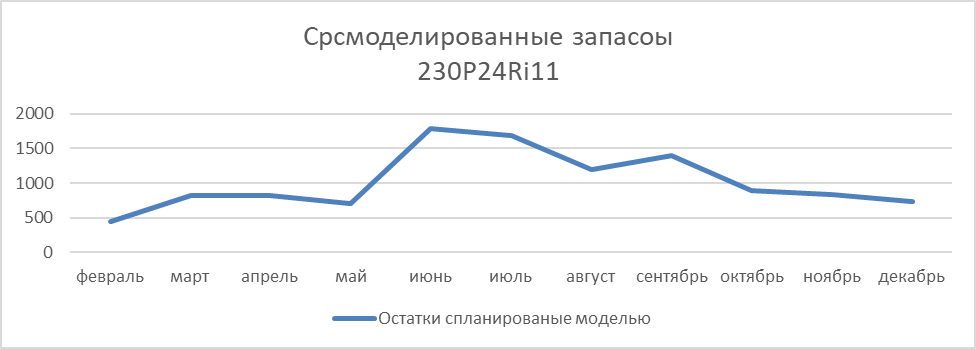 Срсмоделированные запасоы
230P24Ri11
2000
1500
1000
500
0
февраль март апрель май июнь июль август сентябрь октябрь ноябрь декабрь
Остатки спланированые моделью